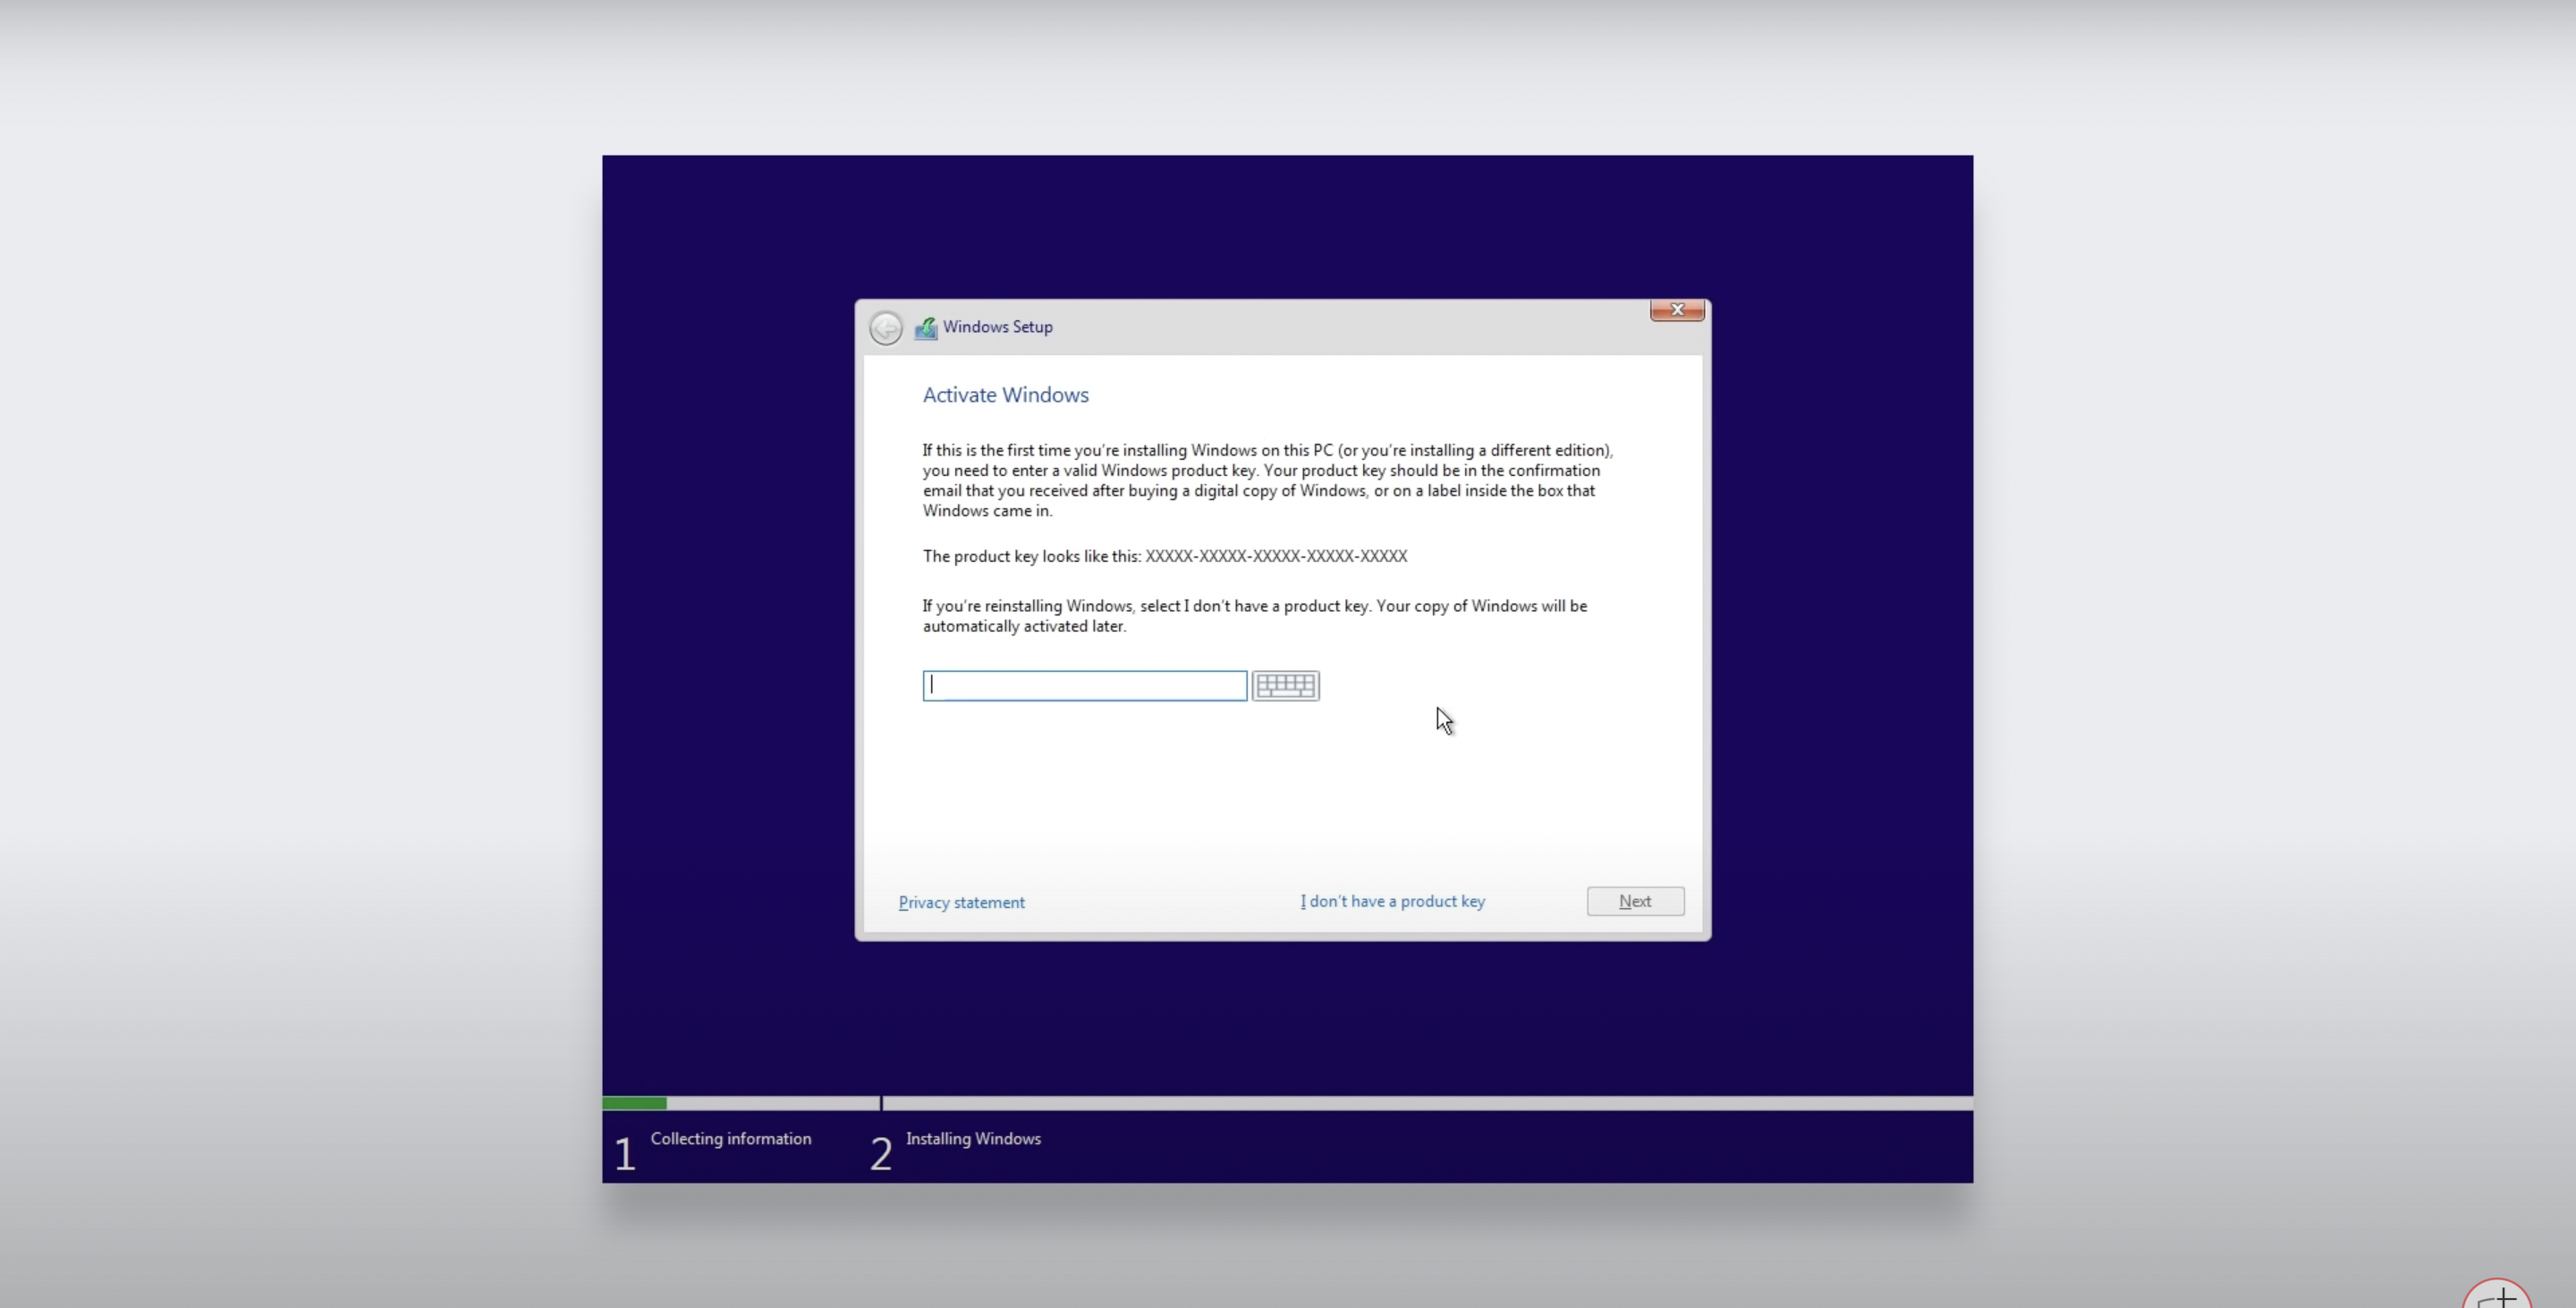 Windows Setup
Activate Windows
If this is the first time you're installing Windows on this PC (or you're installing a different edition),
you need to enter a valid Windows product key. Your product key should be in the confirmation
email that you received after buying a digital copy of Windows, or on a label inside the box that
Windows came in.
The product key looks like this: XXXXX-XXXXX-XXXXX-XXXXX-XXXXX
If you're reinstalling Windows, select I don't have a product key. Your copy of Windows will be
automatically activated later.
Privacy statement
I don't have a product key
Next
1 Collecting information
2 Installing Windows